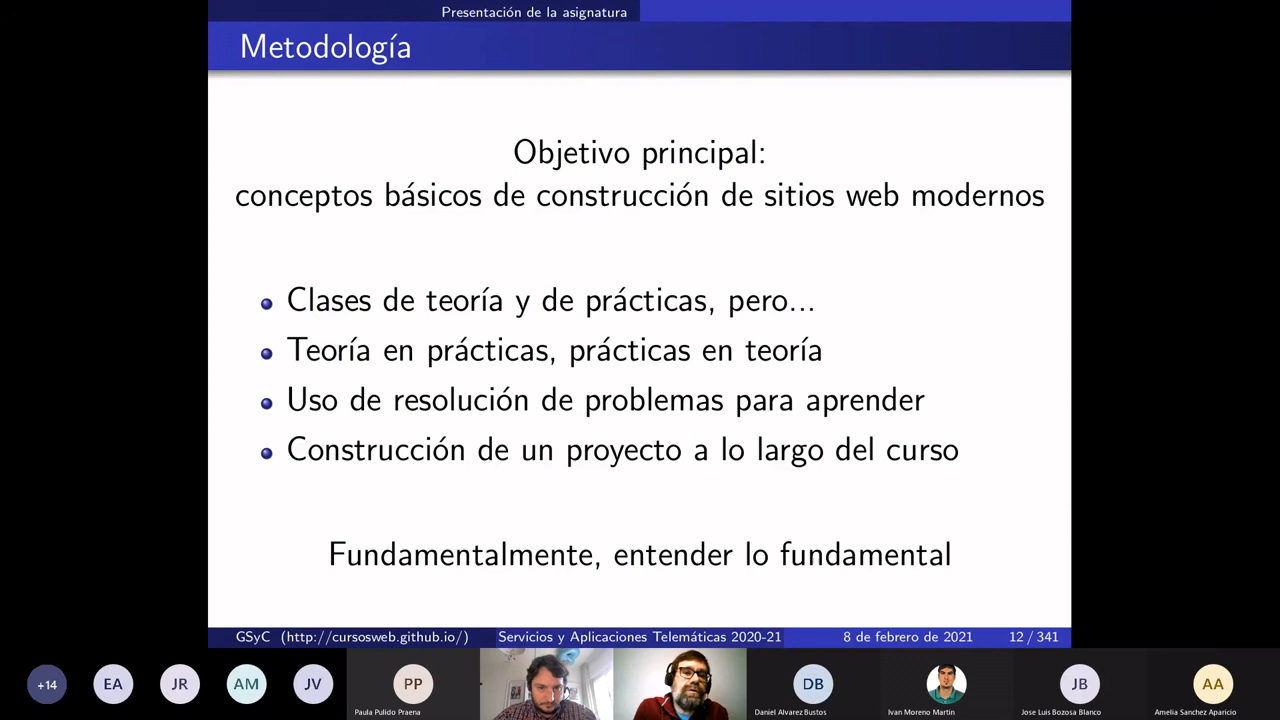 Presentación de la asignatura
Metodología
Objetivo principal:
conceptos básicos de construcción de sitios web modernos
Clases de teoría y de prácticas, pero...
Teoría en prácticas, prácticas en teoría
Uso de resolución de problemas para aprender
Construcción de un proyecto a lo largo del curso
Fundamentalmente, entender lo fundamental
GSyC (http://cursosweb.github.io/) Servicios y Aplicaciones Telemáticas 2020-21 8 de febrero de 2021 12 / 341
+14 EA JR AM JV PP DB JB AA
Paula Pulido Praena Daniel Alvarez Bustos Ivan Moreno Martin Jose Luis Bozosa Blanco Amelia Sanchez Aparicio